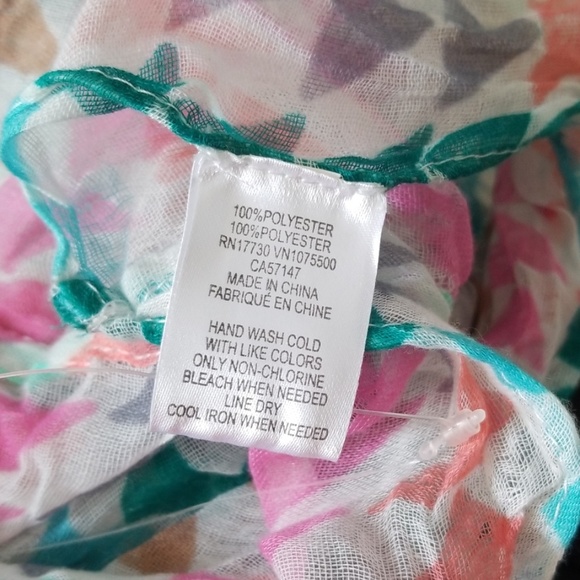 100%POLYESTER
100%POLYESTER
RN17730 VN1075500
CA57147
MADE IN CHINA
FABRIQUÉ EN CHINE
HAND WASH COLD
WITH LIKE COLORS
ONLY NON-CHLORINE
BLEACH WHEN NEEDED
LINE DRY
COOL IRON WHEN NEEDED